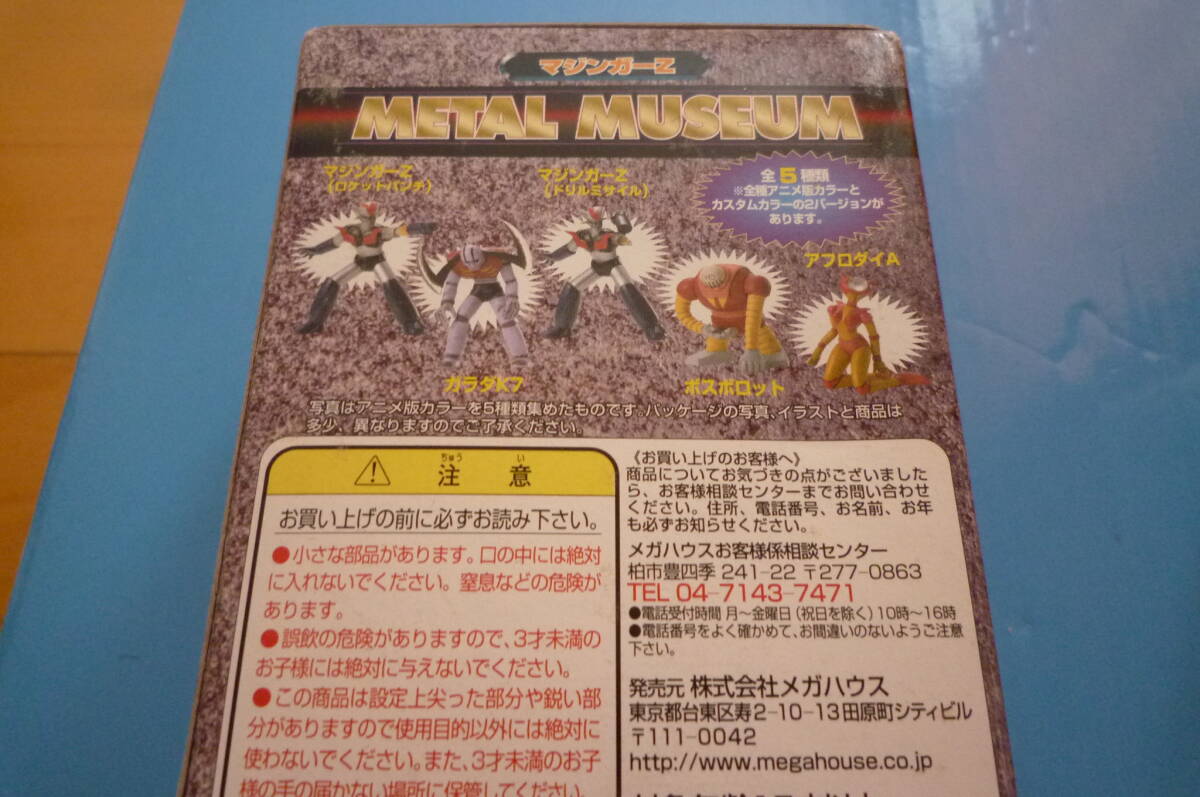 マジンガーZ
METAL MUSEUM
マジンガーZ
(ロケットパンチ)
マジンガーZ
(ドリルミサイル)
全5種類
※全種アニメ版カラーと
カスタムカラーの2バージョンが
あります。
アフロダイA
ガラダK7
ボスボロット
写真はアニメ版カラーを5種類集めたものです。パッケージの写真、イラストと商品は
多少、異なりますのでご了承ください。
ちゅう い
注意
お買い上げの前に必ずお読み下さい。
●小さな部品があります。口の中には絶対
に入れないでください。窒息などの危険が
あります。
●誤飲の危険がありますので、3才未満の
お子様には絶対に与えないでください。
●この商品は設定上尖った部分や鋭い部
分がありますので使用目的以外には絶対に
使わないでください。また、3才未満のお子
様の手の届かない場所に保管してください。
《お買い上げのお客様へ》
商品についてお気づきの点がございました
ら、お客様相談センターまでお問い合わせ
ください。住所、電話番号、お名前、お年
も必ずお知らせください。
メガハウスお客様係相談センター
柏市豊四季241-22 〒277-0863
TEL 04-7143-7471
●電話受付時間 月～金曜日(祝日を除く)10時～16時
●電話番号をよく確かめて、お間違いのないようご注意
下さい。
発売元 株式会社メガハウス
東京都台東区寿2-10-13田原町シティビル
〒111-0042
http://www.megahouse.co.jp